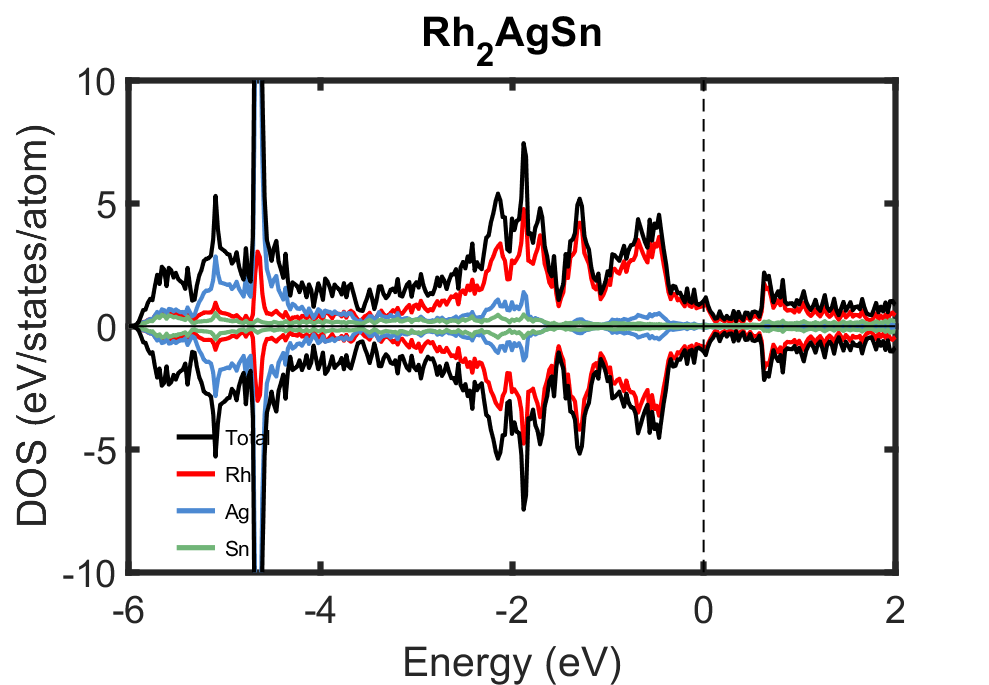 Rh₂AgSn
10
5
0
-5
-10
DOS (eV/states/atom)
Total
Rh
Ag
Sn
-6 -4 -2 0 2
Energy (eV)